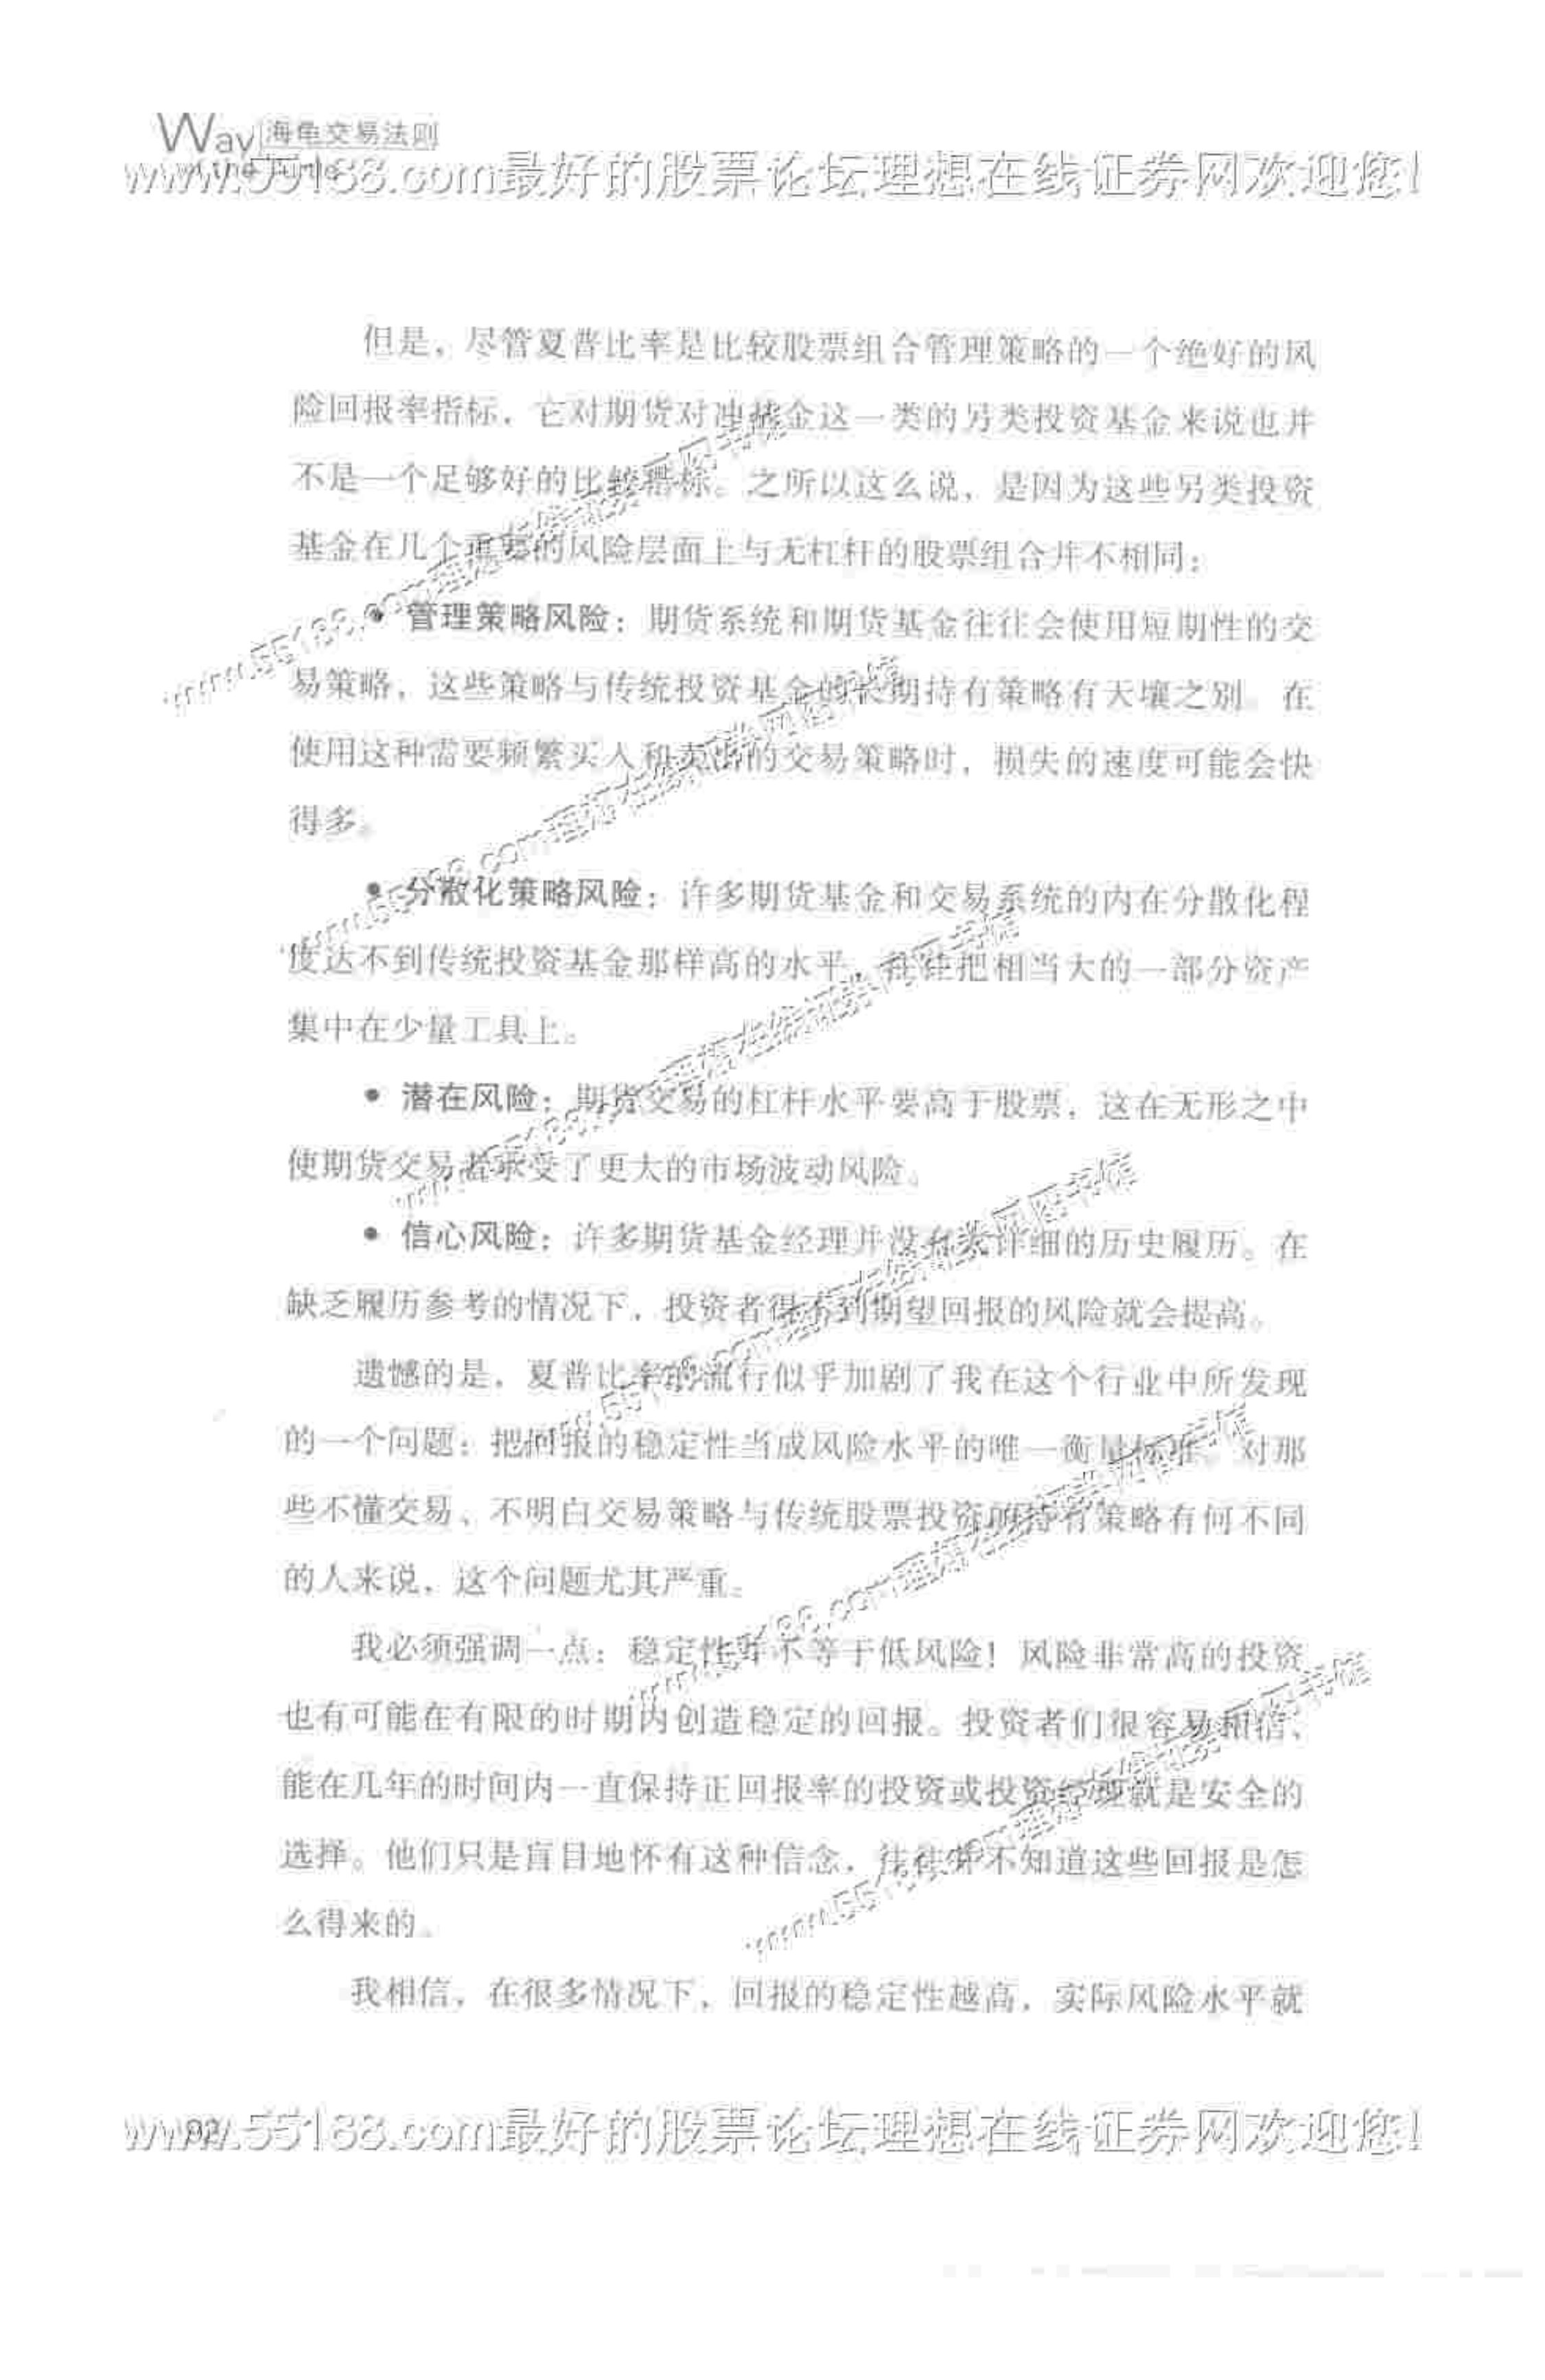 Way 海龟交易法则
of the Turtle
www.55188.com最好的股票论坛理想在线证券网欢迎您!
但是，尽管夏普比率是比较股票组合管理策略的一个绝好的风
险回报率指标，它对期货对冲基金这一类的另类投资基金来说也并
不是一个足够好的比较指标。之所以这么说，是因为这些另类投资
基金在几个重要的风险层面上与无杠杆的股票组合并不相同：
• 管理策略风险：期货系统和期货基金往往会使用短期性的交
易策略，这些策略与传统投资基金的长期持有策略有天壤之别。在
使用这种需要频繁买入和卖出的交易策略时，损失的速度可能会快
得多。
• 分散化策略风险：许多期货基金和交易系统的内在分散化程
度达不到传统投资基金那样高的水平，往往把相当大的一部分资产
集中在少量工具上。
• 潜在风险：期货交易的杠杆水平要高于股票，这在无形之中
使期货交易者承受了更大的市场波动风险。
• 信心风险：许多期货基金经理并没有太详细的历史履历。在
缺乏履历参考的情况下，投资者得不到期望回报的风险就会提高。
遗憾的是，夏普比率的流行似乎加剧了我在这个行业中所发现
的一个问题：把回报的稳定性当成风险水平的唯一衡量标准。对那
些不懂交易、不明白交易策略与传统股票投资的持有策略有何不同
的人来说，这个问题尤其严重。
我必须强调一点：稳定性并不等于低风险！风险非常高的投资
也有可能在有限的时期内创造稳定的回报。投资者们很容易相信，
能在几年的时间内一直保持正回报率的投资或投资经理就是安全的
选择。他们只是盲目地怀有这种信念，往往并不知道这些回报是怎
么得来的。
我相信，在很多情况下，回报的稳定性越高，实际风险水平就
92
www.55188.com最好的股票论坛理想在线证券网欢迎您!